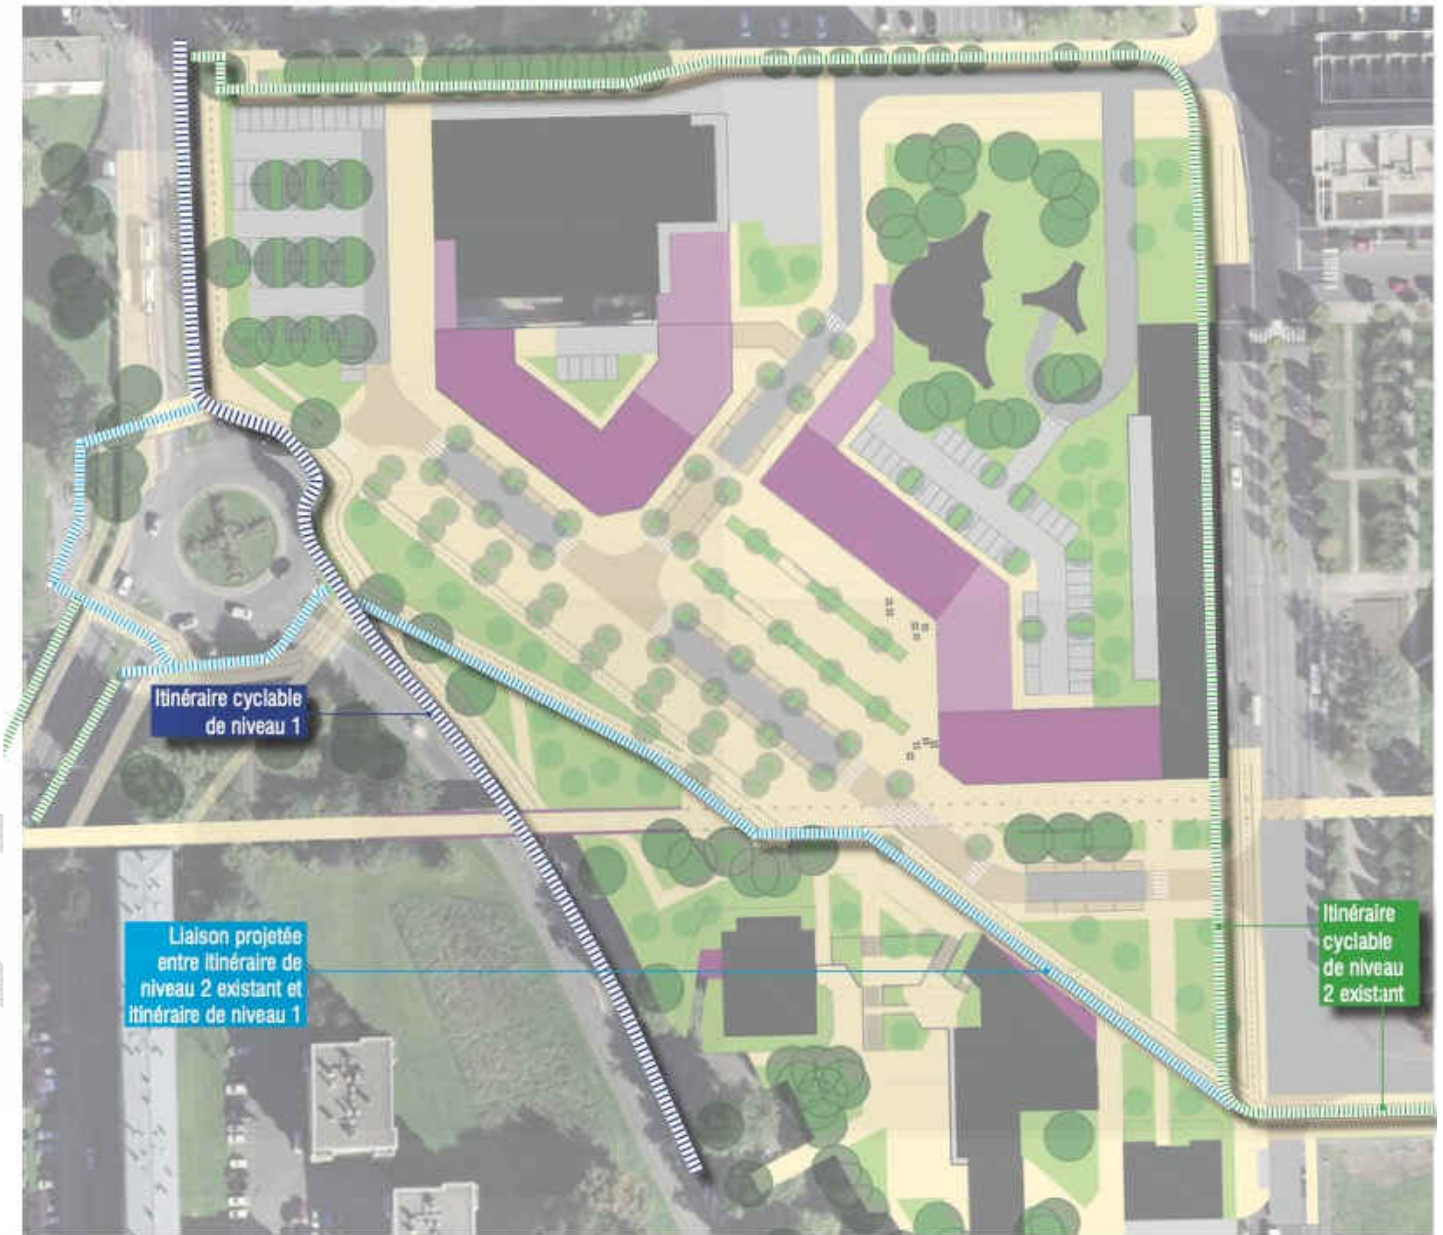 Itinéraire cyclable
de niveau 1
Liaison projetée
entre itinéraire de
niveau 2 existant et
itinéraire de niveau 1
Itinéraire
cyclable
de niveau
2 existant